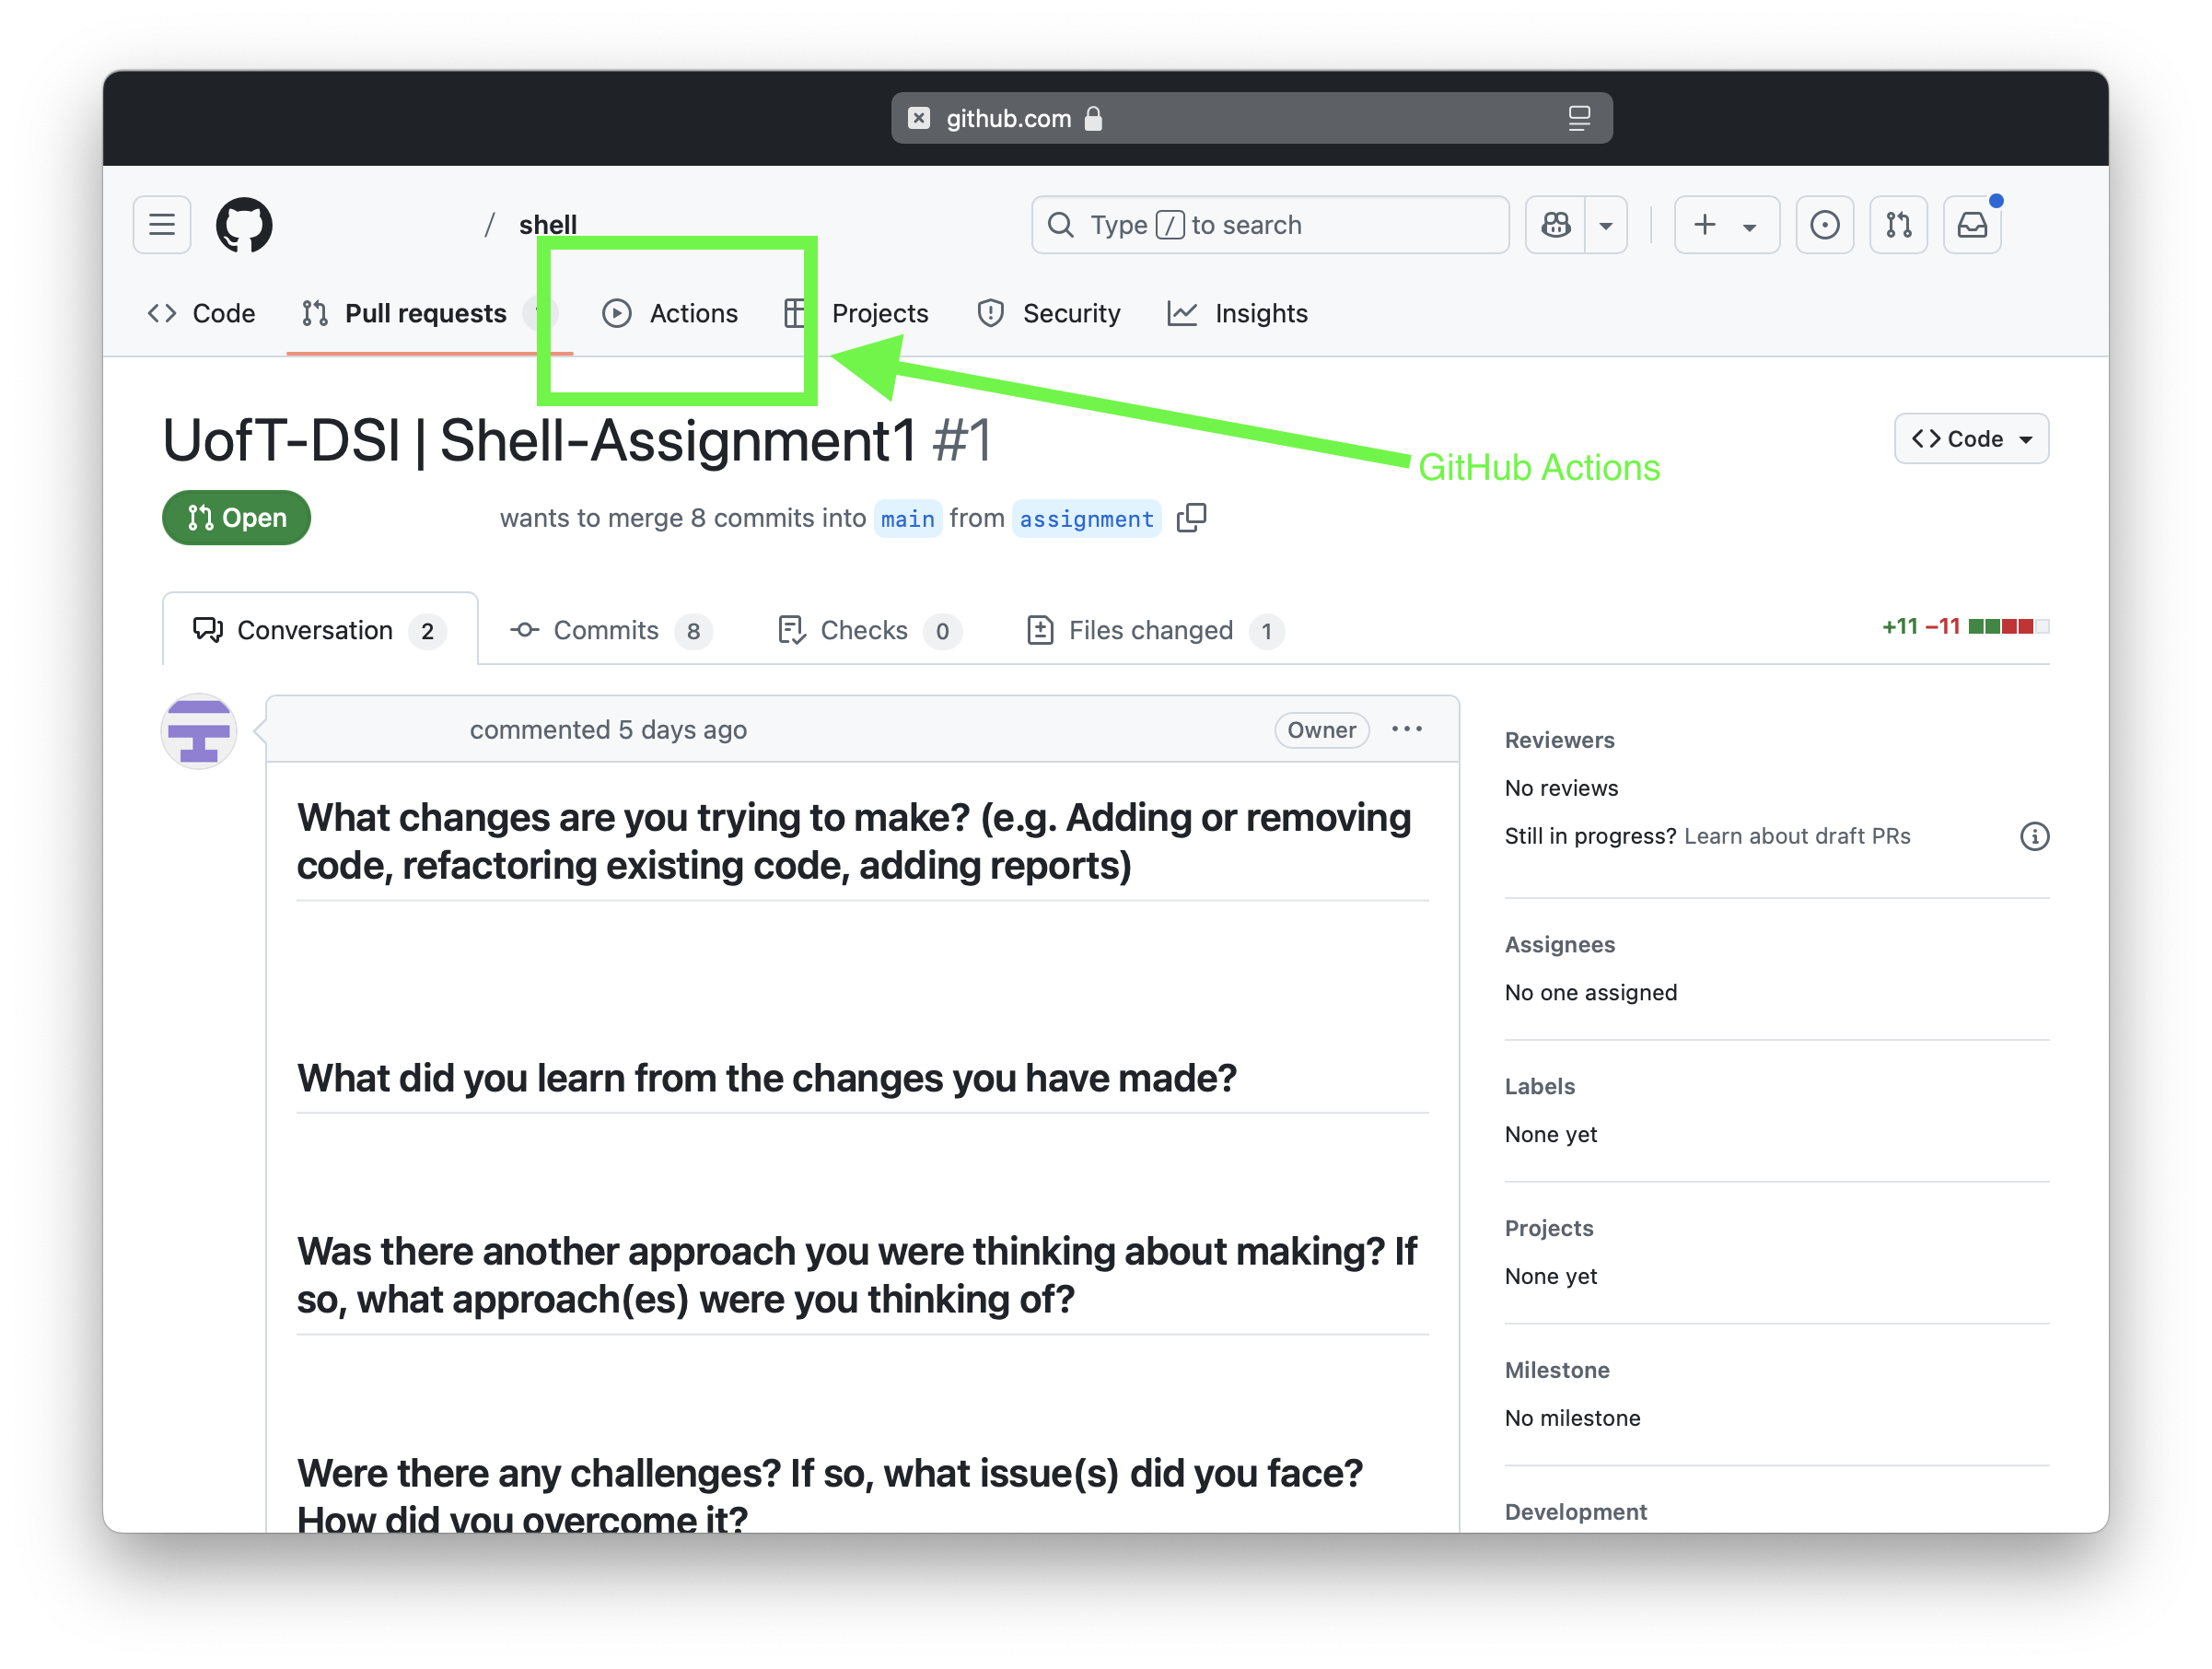 github.com
/ shell
Type / to search
Code
Pull requests
Actions
Projects
Security
Insights
UofT-DSI | Shell-Assignment1 #1
Code
GitHub Actions
Open
wants to merge 8 commits into main from assignment
Conversation 2
Commits 8
Checks 0
Files changed 1
+11 −11
commented 5 days ago
Owner
What changes are you trying to make? (e.g. Adding or removing
code, refactoring existing code, adding reports)
What did you learn from the changes you have made?
Was there another approach you were thinking about making? If
so, what approach(es) were you thinking of?
Were there any challenges? If so, what issue(s) did you face?
How did you overcome it?
Reviewers
No reviews
Still in progress? Learn about draft PRs
Assignees
No one assigned
Labels
None yet
Projects
None yet
Milestone
No milestone
Development